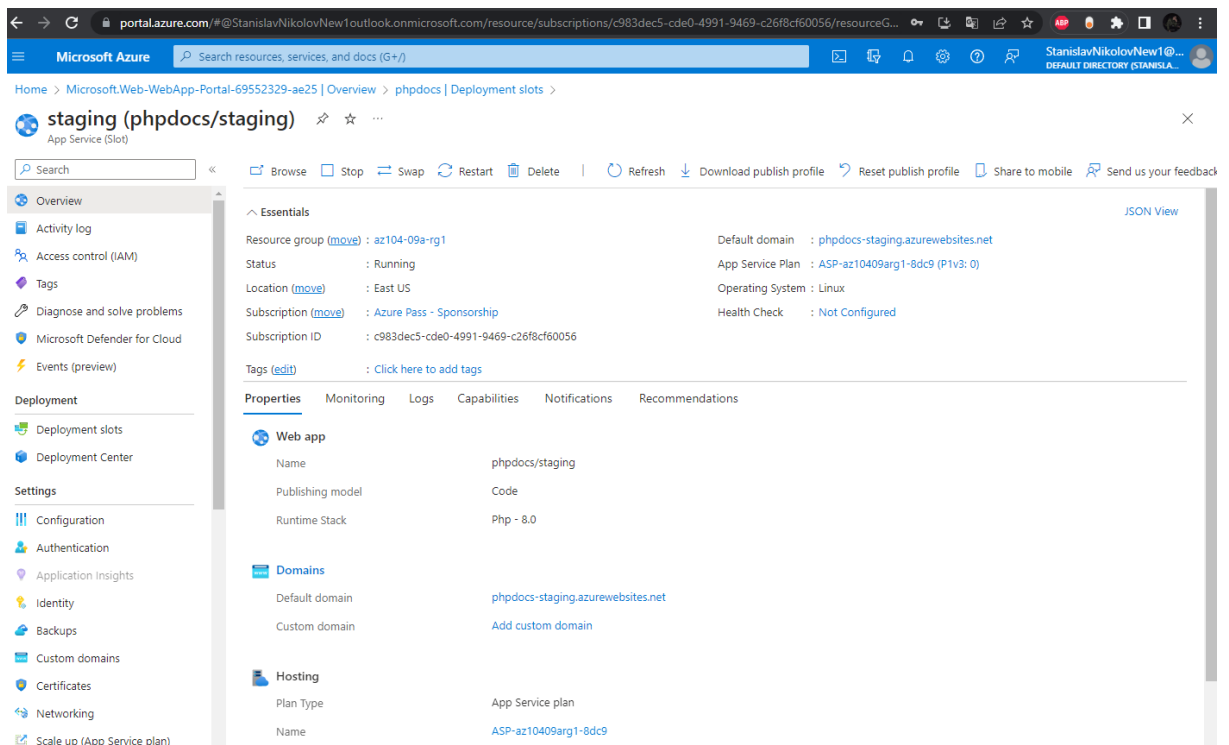 portal.azure.com/#@StanislavNikolovNew1outlook.onmicrosoft.com/resource/subscriptions/c983dec5-cde0-4991-9469-c26f8cf60056/resourceG...
ABP
Microsoft Azure
Search resources, services, and docs (G+/)
StanislavNikolovNew1@...
DEFAULT DIRECTORY (STANISLA...
Home > Microsoft.Web-WebApp-Portal-69552329-ae25 | Overview > phpdocs | Deployment slots >
staging (phpdocs/staging)
App Service (Slot)
Search
Browse Stop Swap Restart Delete Refresh Download publish profile Reset publish profile Share to mobile Send us your feedback
Overview
Activity log
Access control (IAM)
Tags
Diagnose and solve problems
Microsoft Defender for Cloud
Events (preview)
Deployment
Deployment slots
Deployment Center
Settings
Configuration
Authentication
Application Insights
Identity
Backups
Custom domains
Certificates
Networking
Scale up (App Service plan)
Essentials
JSON View
Resource group (move) : az104-09a-rg1
Status : Running
Location (move) : East US
Subscription (move) : Azure Pass - Sponsorship
Subscription ID : c983dec5-cde0-4991-9469-c26f8cf60056
Default domain : phpdocs-staging.azurewebsites.net
App Service Plan : ASP-az10409arg1-8dc9 (P1v3: 0)
Operating System : Linux
Health Check : Not Configured
Tags (edit) : Click here to add tags
Properties Monitoring Logs Capabilities Notifications Recommendations
Web app
Name phpdocs/staging
Publishing model Code
Runtime Stack Php - 8.0
Domains
Default domain phpdocs-staging.azurewebsites.net
Custom domain Add custom domain
Hosting
Plan Type App Service plan
Name ASP-az10409arg1-8dc9